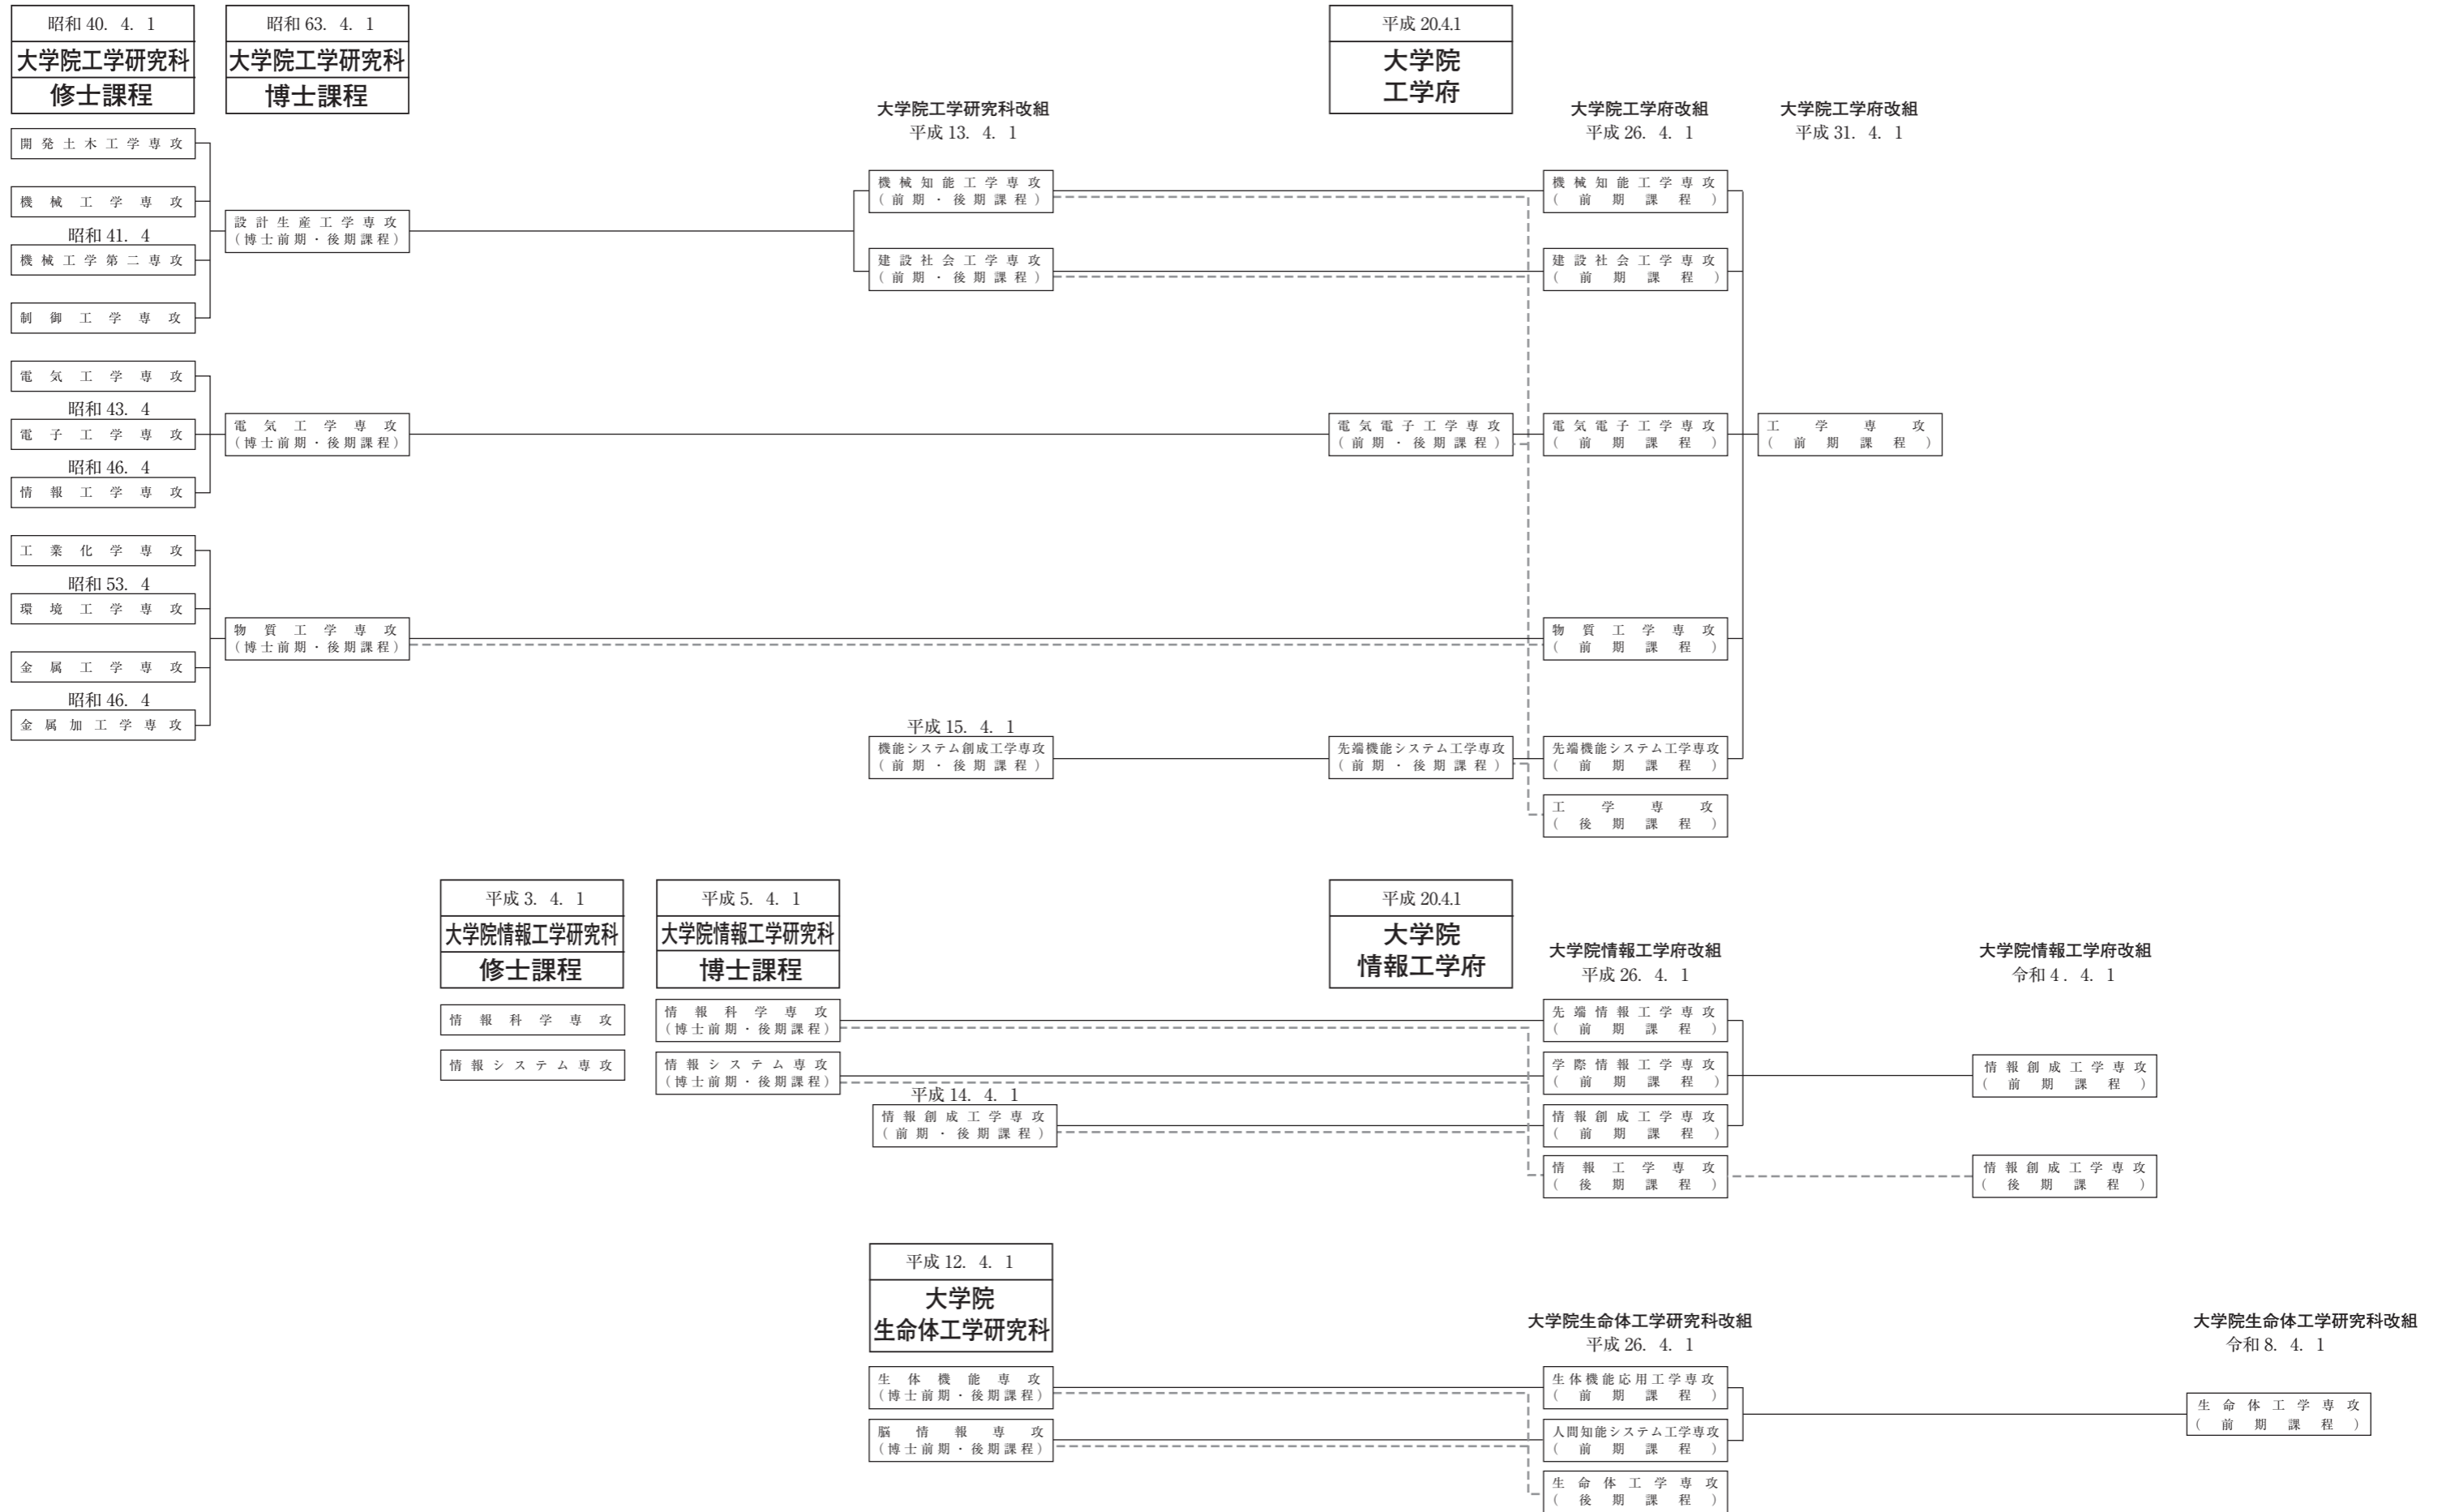 昭和 40. 4. 1
大学院工学研究科
修士課程
昭和 63. 4. 1
大学院工学研究科
博士課程
平成 20.4.1
大学院
工学府
大学院工学研究科改組
平成 13. 4. 1
大学院工学府改組
平成 26. 4. 1
大学院工学府改組
平成 31. 4. 1
開発土木工学専攻
機械工学専攻
昭和 41. 4
機械工学第二専攻
制御工学専攻
設計生産工学専攻
(博士前期・後期課程)
機械知能工学専攻
(前期・後期課程)
建設社会工学専攻
(前期・後期課程)
機械知能工学専攻
(前期課程)
建設社会工学専攻
(前期課程)
電気工学専攻
昭和 43. 4
電子工学専攻
昭和 46. 4
情報工学専攻
電気工学専攻
(博士前期・後期課程)
電気電子工学専攻
(前期・後期課程)
電気電子工学専攻
(前期課程)
工学専攻
(前期課程)
工業化学専攻
昭和 53. 4
環境工学専攻
金属工学専攻
昭和 46. 4
金属加工学専攻
物質工学専攻
(博士前期・後期課程)
物質工学専攻
(前期課程)
平成 15. 4. 1
機能システム創成工学専攻
(前期・後期課程)
先端機能システム工学専攻
(前期・後期課程)
先端機能システム工学専攻
(前期課程)
工学専攻
(後期課程)
平成 3. 4. 1
大学院情報工学研究科
修士課程
平成 5. 4. 1
大学院情報工学研究科
博士課程
平成 20.4.1
大学院
情報工学府
大学院情報工学府改組
平成 26. 4. 1
大学院情報工学府改組
令和 4 . 4. 1
情報科学専攻
情報システム専攻
情報科学専攻
(博士前期・後期課程)
情報システム専攻
(博士前期・後期課程)
平成 14. 4. 1
情報創成工学専攻
(前期・後期課程)
先端情報工学専攻
(前期課程)
学際情報工学専攻
(前期課程)
情報創成工学専攻
(前期課程)
情報工学専攻
(後期課程)
情報創成工学専攻
(前期課程)
情報創成工学専攻
(後期課程)
平成 12. 4. 1
大学院
生命体工学研究科
大学院生命体工学研究科改組
平成 26. 4. 1
大学院生命体工学研究科改組
令和 8. 4. 1
生体機能専攻
(博士前期・後期課程)
脳情報専攻
(博士前期・後期課程)
生体機能応用工学専攻
(前期課程)
人間知能システム工学専攻
(前期課程)
生命体工学専攻
(後期課程)
生命体工学専攻
(前期課程)